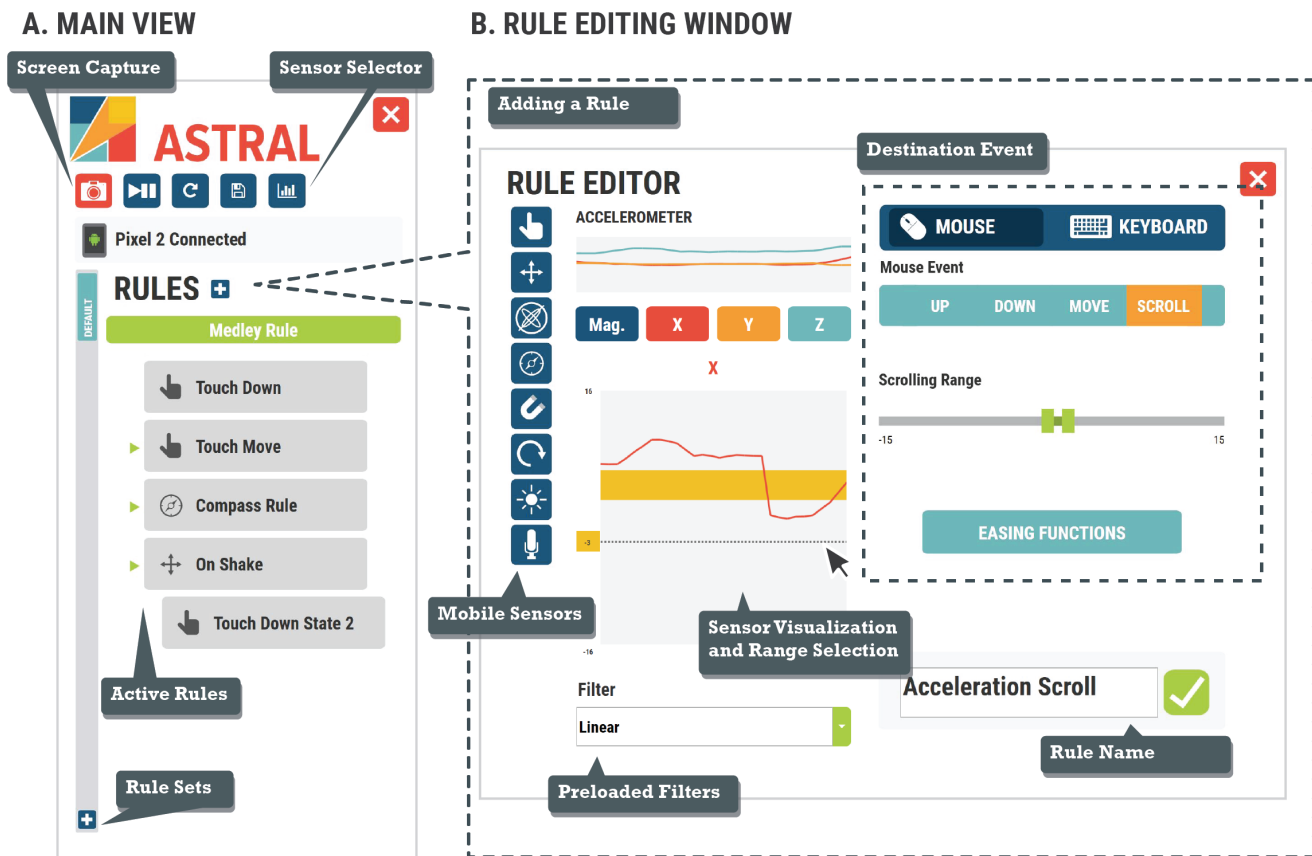 A. MAIN VIEW
B. RULE EDITING WINDOW
Screen Capture
Sensor Selector
ASTRAL
Pixel 2 Connected
DEFAULT
RULES
Medley Rule
Touch Down
Touch Move
Compass Rule
On Shake
Touch Down State 2
Active Rules
Rule Sets
Adding a Rule
Destination Event
RULE EDITOR
ACCELEROMETER
Mag.
X
Y
Z
X
16
-3
-16
Mobile Sensors
Sensor Visualization
and Range Selection
Filter
Linear
Preloaded Filters
MOUSE
KEYBOARD
Mouse Event
UP
DOWN
MOVE
SCROLL
Scrolling Range
-15
15
EASING FUNCTIONS
Acceleration Scroll
Rule Name